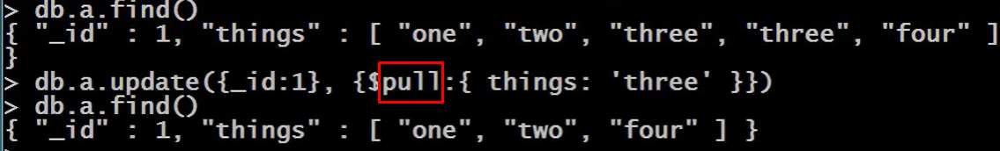 > db.a.find()
{ "_id" : 1, "things" : [ "one", "two", "three", "three", "four" ]
}
> db.a.update({_id:1}, {$pull:{ things: 'three' }})
> db.a.find()
{ "_id" : 1, "things" : [ "one", "two", "four" ] }